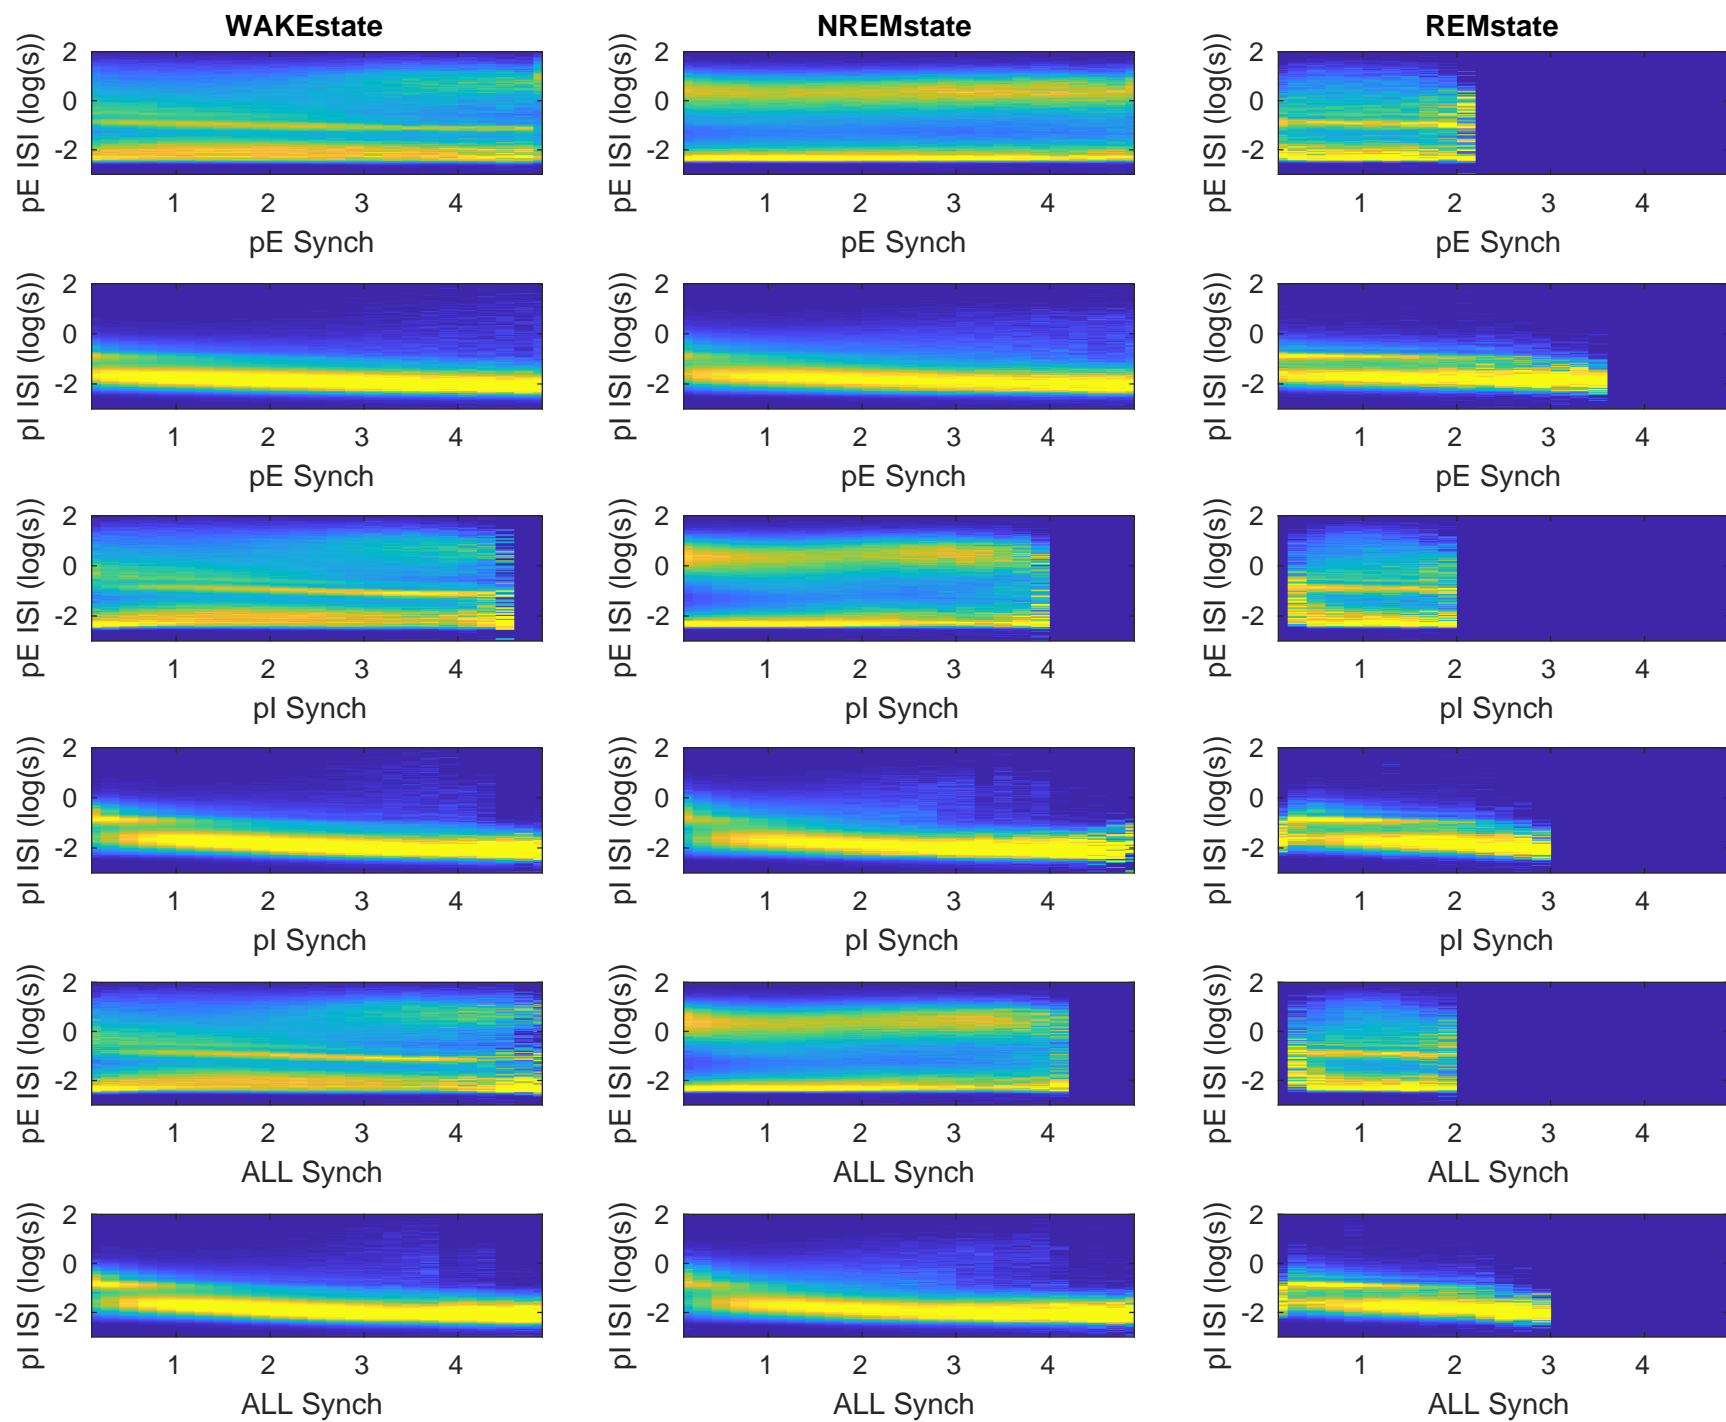 WAKEstate NREMstate REMstate
pE ISI (log(s)) 2 0 -2 pE ISI (log(s)) 2 0 -2 pE ISI (log(s)) 2 0 -2
1 2 3 4 1 2 3 4 1 2 3 4
pE Synch pE Synch pE Synch
pI ISI (log(s)) 2 0 -2 pI ISI (log(s)) 2 0 -2 pI ISI (log(s)) 2 0 -2
1 2 3 4 1 2 3 4 1 2 3 4
pE Synch pE Synch pE Synch
pE ISI (log(s)) 2 0 -2 pE ISI (log(s)) 2 0 -2 pE ISI (log(s)) 2 0 -2
1 2 3 4 1 2 3 4 1 2 3 4
pI Synch pI Synch pI Synch
pI ISI (log(s)) 2 0 -2 pI ISI (log(s)) 2 0 -2 pI ISI (log(s)) 2 0 -2
1 2 3 4 1 2 3 4 1 2 3 4
pI Synch pI Synch pI Synch
pE ISI (log(s)) 2 0 -2 pE ISI (log(s)) 2 0 -2 pE ISI (log(s)) 2 0 -2
1 2 3 4 1 2 3 4 1 2 3 4
ALL Synch ALL Synch ALL Synch
pI ISI (log(s)) 2 0 -2 pI ISI (log(s)) 2 0 -2 pI ISI (log(s)) 2 0 -2
1 2 3 4 1 2 3 4 1 2 3 4
ALL Synch ALL Synch ALL Synch